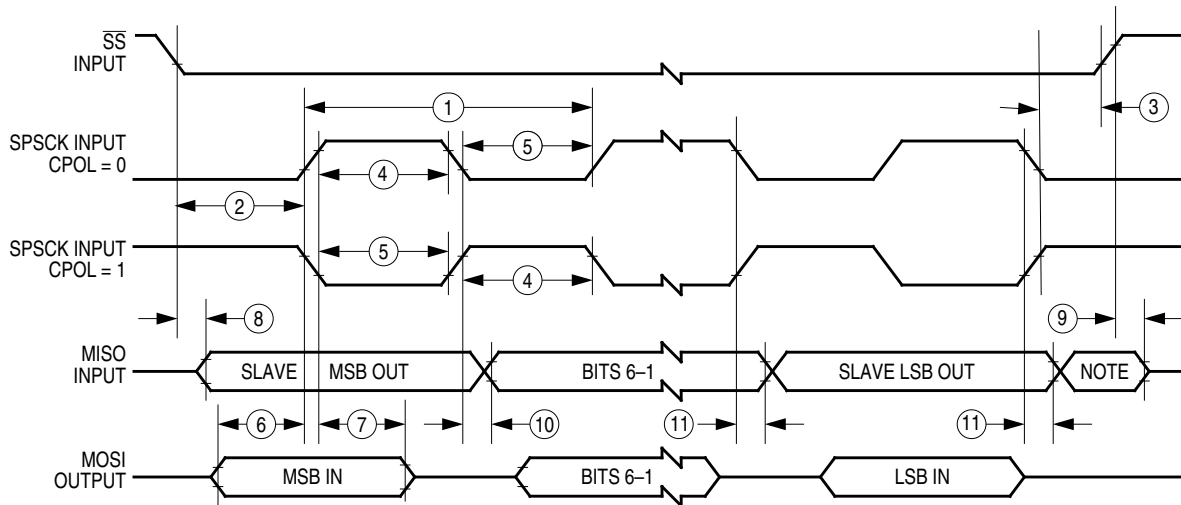 S̅S̅
INPUT
1
3
SPSCK INPUT
CPOL = 0
5
4
2
SPSCK INPUT
CPOL = 1
5
4
8
9
MISO
INPUT
SLAVE MSB OUT
BITS 6–1
SLAVE LSB OUT
NOTE
6
7
10
11
11
MOSI
OUTPUT
MSB IN
BITS 6–1
LSB IN